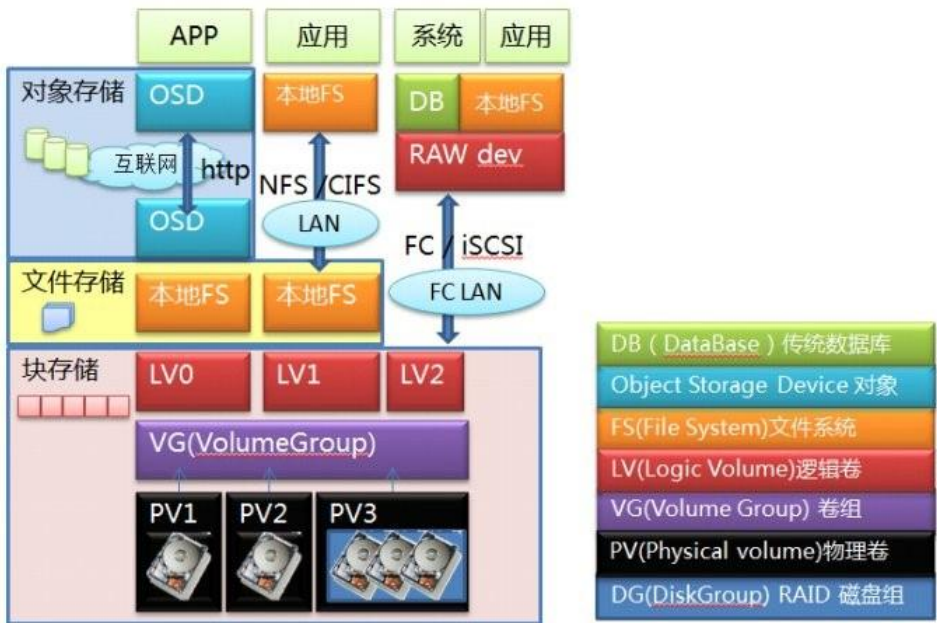 APP
应用
系统
应用
对象存储
OSD
本地FS
DB
本地FS
RAW dev
互联网
http
NFS /CIFS
LAN
OSD
FC / iSCSI
FC LAN
文件存储
本地FS
本地FS
块存储
LV0
LV1
LV2
VG(VolumeGroup)
PV1
PV2
PV3
DB ( DataBase ) 传统数据库
Object Storage Device 对象
FS(File System)文件系统
LV(Logic Volume)逻辑卷
VG(Volume Group) 卷组
PV(Physical volume)物理卷
DG(DiskGroup) RAID 磁盘组